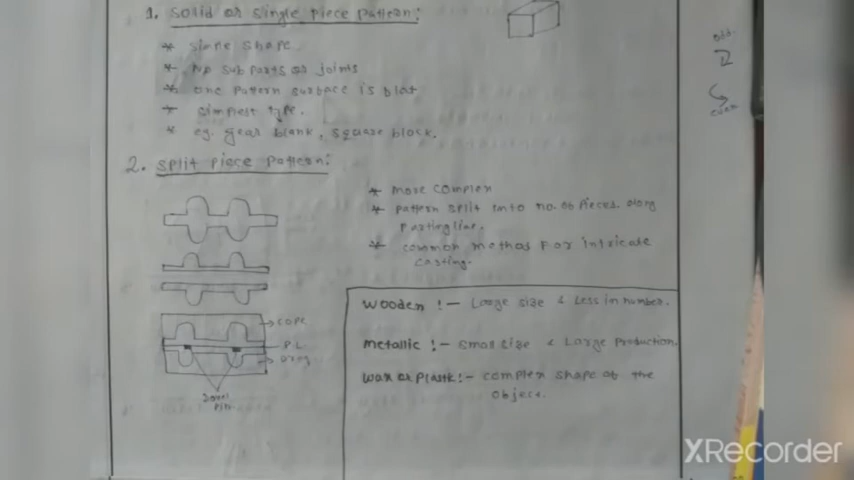 1. Solid or Single piece pattern:
* Simple shape.
* No sub parts or joints
* one pattern surface is flat
* simplest type.
* eg. gear blank, square block.
2. Split piece pattern:
* more complex
* pattern split into no. of pieces along
parting line.
* common method for intricate
casting.
cope
P.L
Drag
Dowel
Pin
Wooden :- Large size & Less in number.
Metallic :- Small size & Large production.
Wax or Plastic :- Complex shape of the
object.
odd.
even
XRecorder